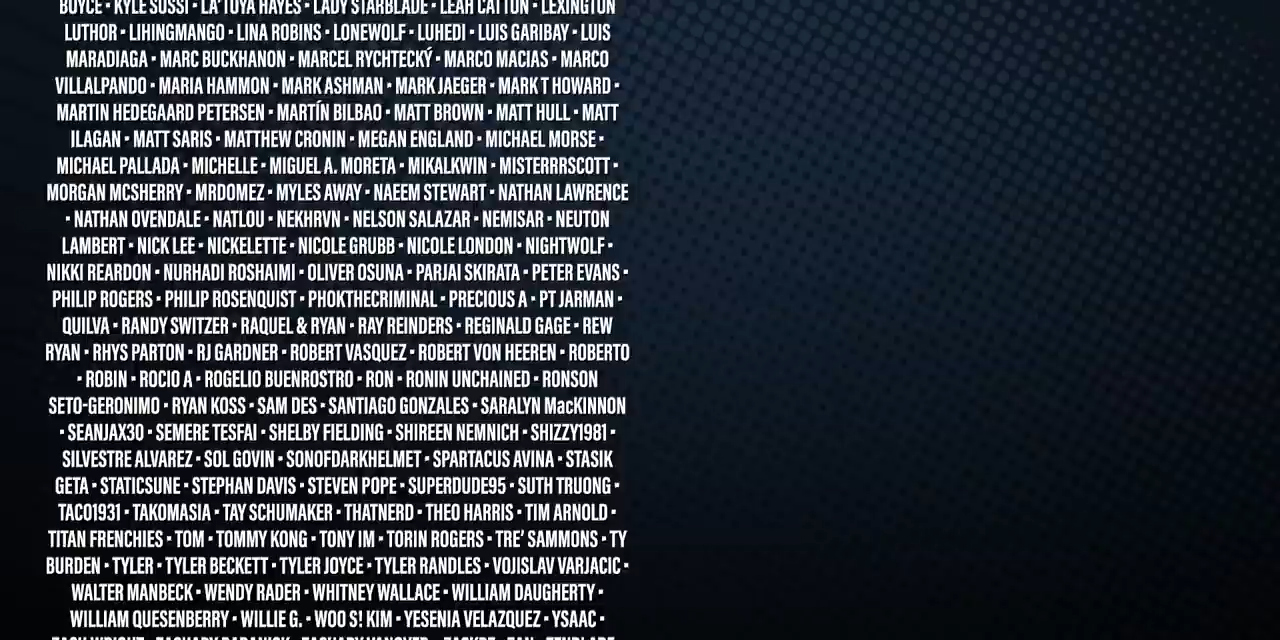 BOYCE • KYLE SUSSI • LA'TOYA HAYES • LADY STARBLADE • LEAH CATTON • LEXINGTON
LUTHOR • LIHINGMANGO • LINA ROBINS • LONEWOLF • LUHEDI • LUIS GARIBAY • LUIS
MARADIAGA • MARC BUCKHANON • MARCEL RYCHTECKÝ • MARCO MACIAS • MARCO
VILLALPANDO • MARIA HAMMON • MARK ASHMAN • MARK JAEGER • MARK T HOWARD •
MARTIN HEDEGAARD PETERSEN • MARTÍN BILBAO • MATT BROWN • MATT HULL • MATT
ILAGAN • MATT SARIS • MATTHEW CRONIN • MEGAN ENGLAND • MICHAEL MORSE •
MICHAEL PALLADA • MICHELLE • MIGUEL A. MORETA • MIKALKWIN • MISTERRRSCOTT •
MORGAN MCSHERRY • MRDOMEZ • MYLES AWAY • NAEEM STEWART • NATHAN LAWRENCE
• NATHAN OVENDALE • NATLOU • NEKHRVN • NELSON SALAZAR • NEMISAR • NEUTON
LAMBERT • NICK LEE • NICKELETTE • NICOLE GRUBB • NICOLE LONDON • NIGHTWOLF •
NIKKI REARDON • NURHADI ROSHAIMI • OLIVER OSUNA • PARJAI SKIRATA • PETER EVANS •
PHILIP ROGERS • PHILIP ROSENQUIST • PHOKTHECRIMINAL • PRECIOUS A • PT JARMAN •
QUILVA • RANDY SWITZER • RAQUEL & RYAN • RAY REINDERS • REGINALD GAGE • REW
RYAN • RHYS PARTON • RJ GARDNER • ROBERT VASQUEZ • ROBERT VON HEEREN • ROBERTO
• ROBIN • ROCIO A • ROGELIO BUENROSTRO • RON • RONIN UNCHAINED • RONSON
SETO-GERONIMO • RYAN KOSS • SAM DES • SANTIAGO GONZALES • SARALYN MacKINNON
• SEANJAX30 • SEMERE TESFAI • SHELBY FIELDING • SHIREEN NEMNICH • SHIZZY1981 •
SILVESTRE ALVAREZ • SOL GOVIN • SONOFDARKHELMET • SPARTACUS AVINA • STASIK
GETA • STATICSUNE • STEPHAN DAVIS • STEVEN POPE • SUPERDUDE95 • SUTH TRUONG •
TACO1931 • TAKOMASIA • TAY SCHUMAKER • THATNERD • THEO HARRIS • TIM ARNOLD •
TITAN FRENCHIES • TOM • TOMMY KONG • TONY IM • TORIN ROGERS • TRE' SAMMONS • TY
BURDEN • TYLER • TYLER BECKETT • TYLER JOYCE • TYLER RANDLES • VOJISLAV VARJACIC •
WALTER MANBECK • WENDY RADER • WHITNEY WALLACE • WILLIAM DAUGHERTY •
WILLIAM QUESENBERRY • WILLIE G. • WOO S! KIM • YESENIA VELAZQUEZ • YSAAC •